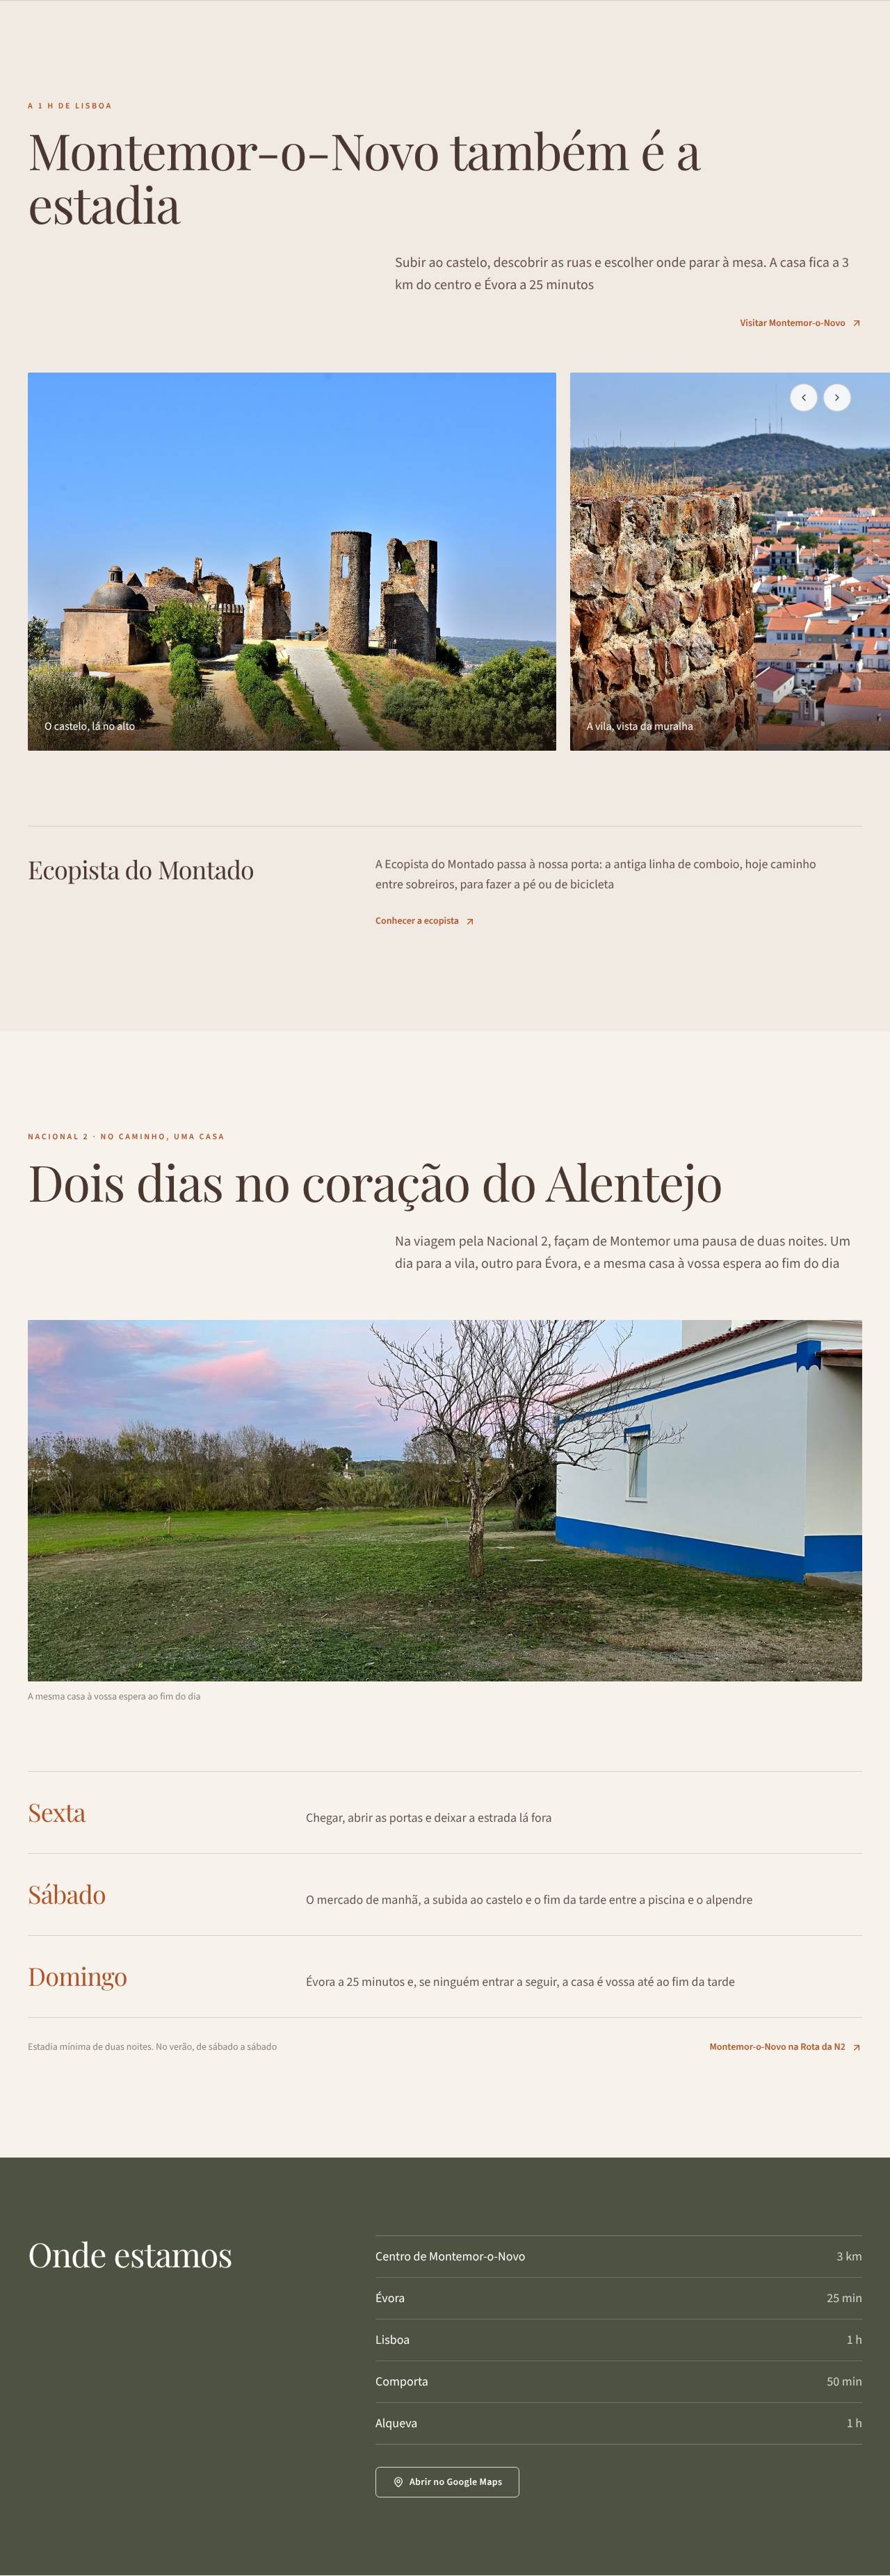 A 1 H DE LISBOA
Montemor-o-Novo também é a
estadia
Subir ao castelo, descobrir as ruas e escolher onde parar à mesa. A casa fica a 3
km do centro e Évora a 25 minutos
Visitar Montemor-o-Novo
O castelo, lá no alto
A vila, vista da muralha
Ecopista do Montado
A Ecopista do Montado passa à nossa porta: a antiga linha de comboio, hoje caminho
entre sobreiros, para fazer a pé ou de bicicleta
Conhecer a ecopista
NACIONAL 2 · NO CAMINHO, UMA CASA
Dois dias no coração do Alentejo
Na viagem pela Nacional 2, façam de Montemor uma pausa de duas noites. Um
dia para a vila, outro para Évora, e a mesma casa à vossa espera ao fim do dia
A mesma casa à vossa espera ao fim do dia
Sexta
Chegar, abrir as portas e deixar a estrada lá fora
Sábado
O mercado de manhã, a subida ao castelo e o fim da tarde entre a piscina e o alpendre
Domingo
Évora a 25 minutos e, se ninguém entrar a seguir, a casa é vossa até ao fim da tarde
Estadia mínima de duas noites. No verão, de sábado a sábado
Montemor-o-Novo na Rota da N2
Onde estamos
Centro de Montemor-o-Novo 3 km
Évora 25 min
Lisboa 1 h
Comporta 50 min
Alqueva 1 h
Abrir no Google Maps